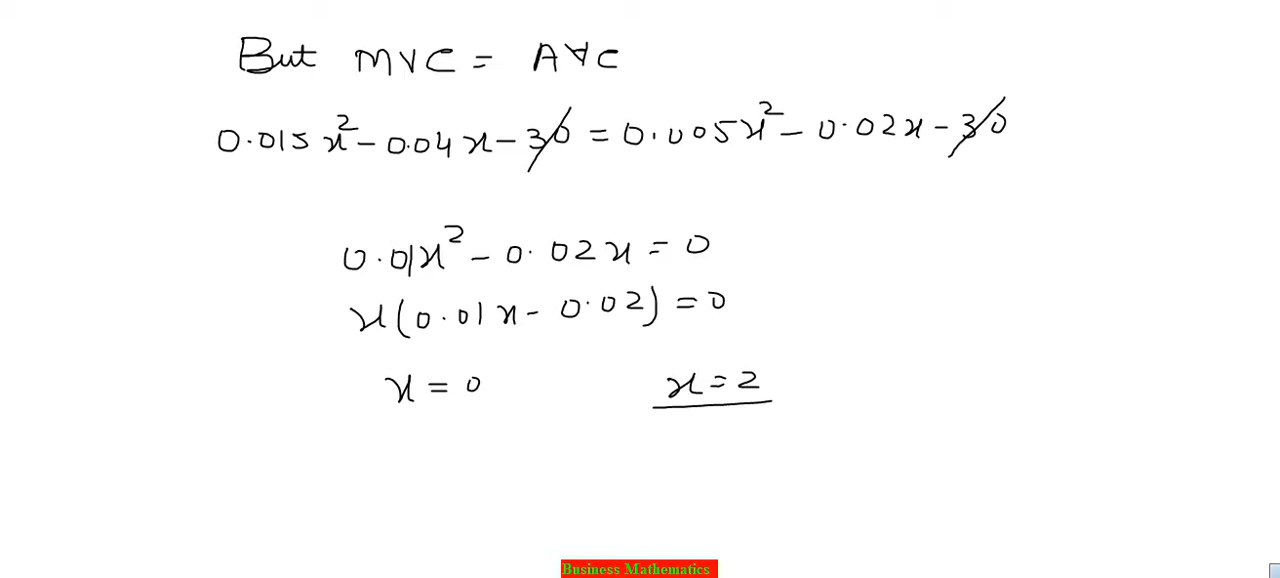 But MVC = AVC
0.015x² - 0.04x - 30 = 0.005x² - 0.02x - 30
0.01x² - 0.02x = 0
x(0.01x - 0.02) = 0
x = 0 x = 2
Business Mathematics